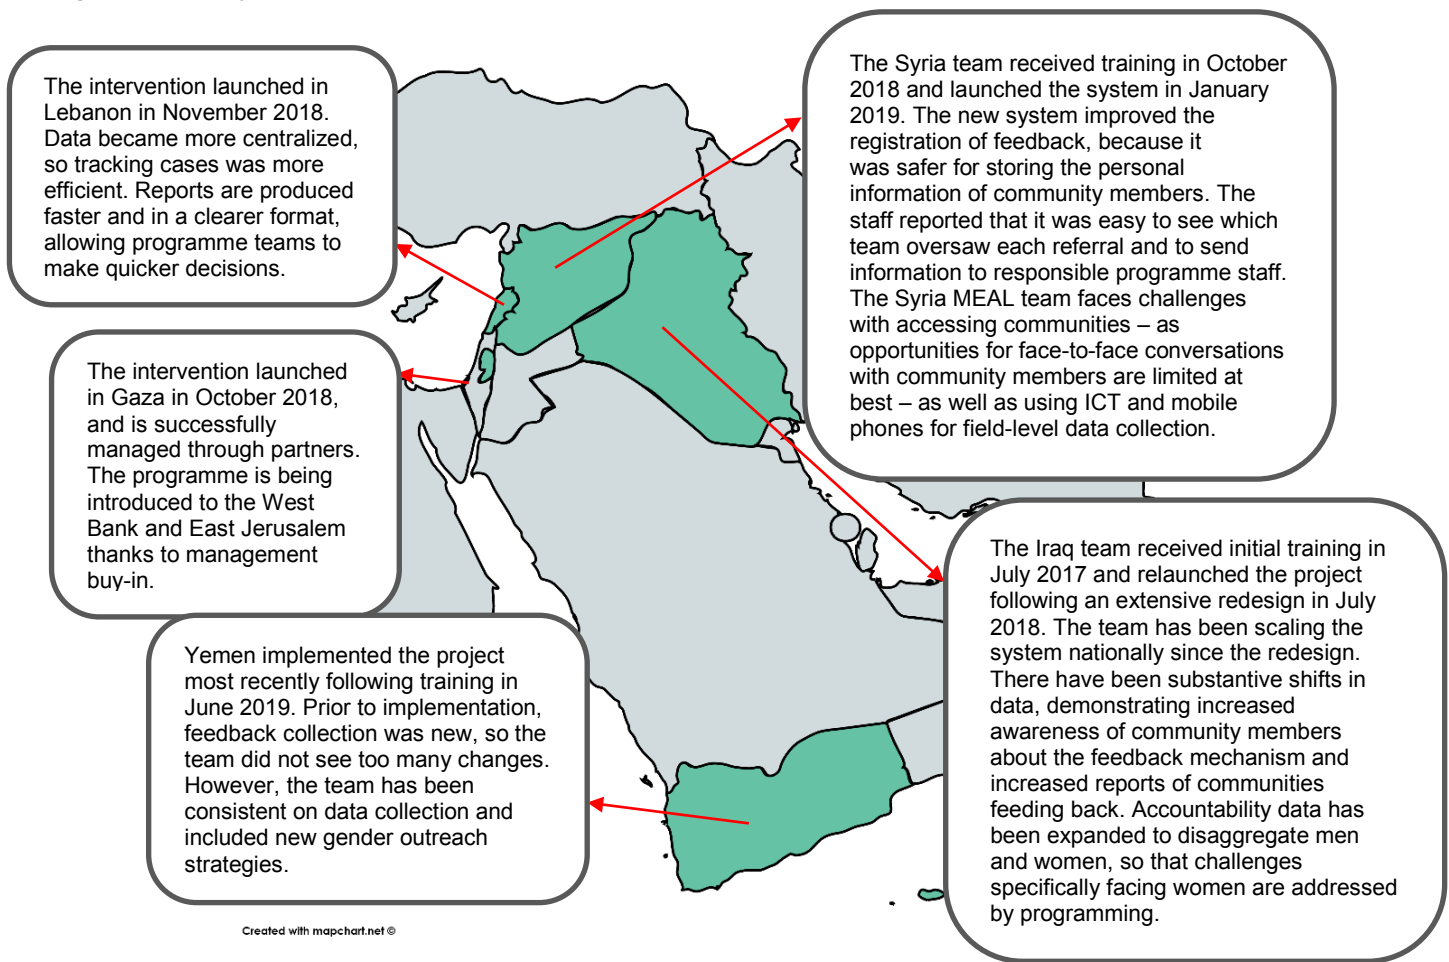 The intervention launched in
Lebanon in November 2018.
Data became more centralized,
so tracking cases was more
efficient. Reports are produced
faster and in a clearer format,
allowing programme teams to
make quicker decisions.
The Syria team received training in October
2018 and launched the system in January
2019. The new system improved the
registration of feedback, because it
was safer for storing the personal
information of community members. The
staff reported that it was easy to see which
team oversaw each referral and to send
information to responsible programme staff.
The Syria MEAL team faces challenges
with accessing communities – as
opportunities for face-to-face conversations
with community members are limited at
best – as well as using ICT and mobile
phones for field-level data collection.
The intervention launched
in Gaza in October 2018,
and is successfully
managed through partners.
The programme is being
introduced to the West
Bank and East Jerusalem
thanks to management
buy-in.
The Iraq team received initial training in
July 2017 and relaunched the project
following an extensive redesign in July
2018. The team has been scaling the
system nationally since the redesign.
There have been substantive shifts in
data, demonstrating increased
awareness of community members
about the feedback mechanism and
increased reports of communities
feeding back. Accountability data has
been expanded to disaggregate men
and women, so that challenges
specifically facing women are addressed
by programming.
Yemen implemented the project
most recently following training in
June 2019. Prior to implementation,
feedback collection was new, so the
team did not see too many changes.
However, the team has been
consistent on data collection and
included new gender outreach
strategies.
Created with mapchart.net ©